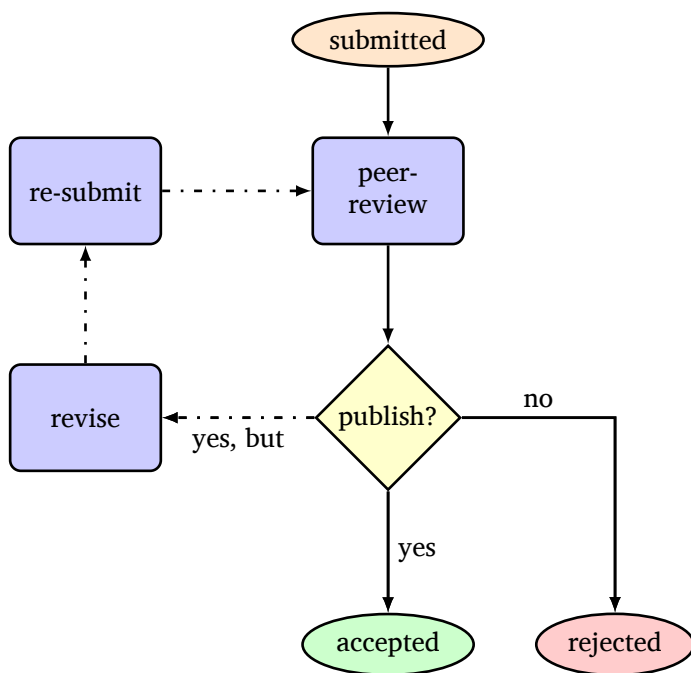 submitted
re-submit
peer-
review
revise
yes, but
publish?
no
yes
accepted
rejected